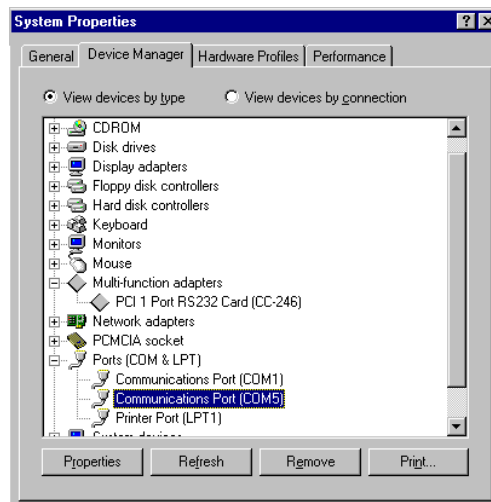 System Properties
General Device Manager Hardware Profiles Performance
View devices by type View devices by connection
CDROM
Disk drives
Display adapters
Floppy disk controllers
Hard disk controllers
Keyboard
Monitors
Mouse
Multi-function adapters
PCI 1 Port RS232 Card (CC-246)
Network adapters
PCMCIA socket
Ports (COM & LPT)
Communications Port (COM1)
Communications Port (COM5)
Printer Port (LPT1)
System devices
Properties Refresh Remove Print...